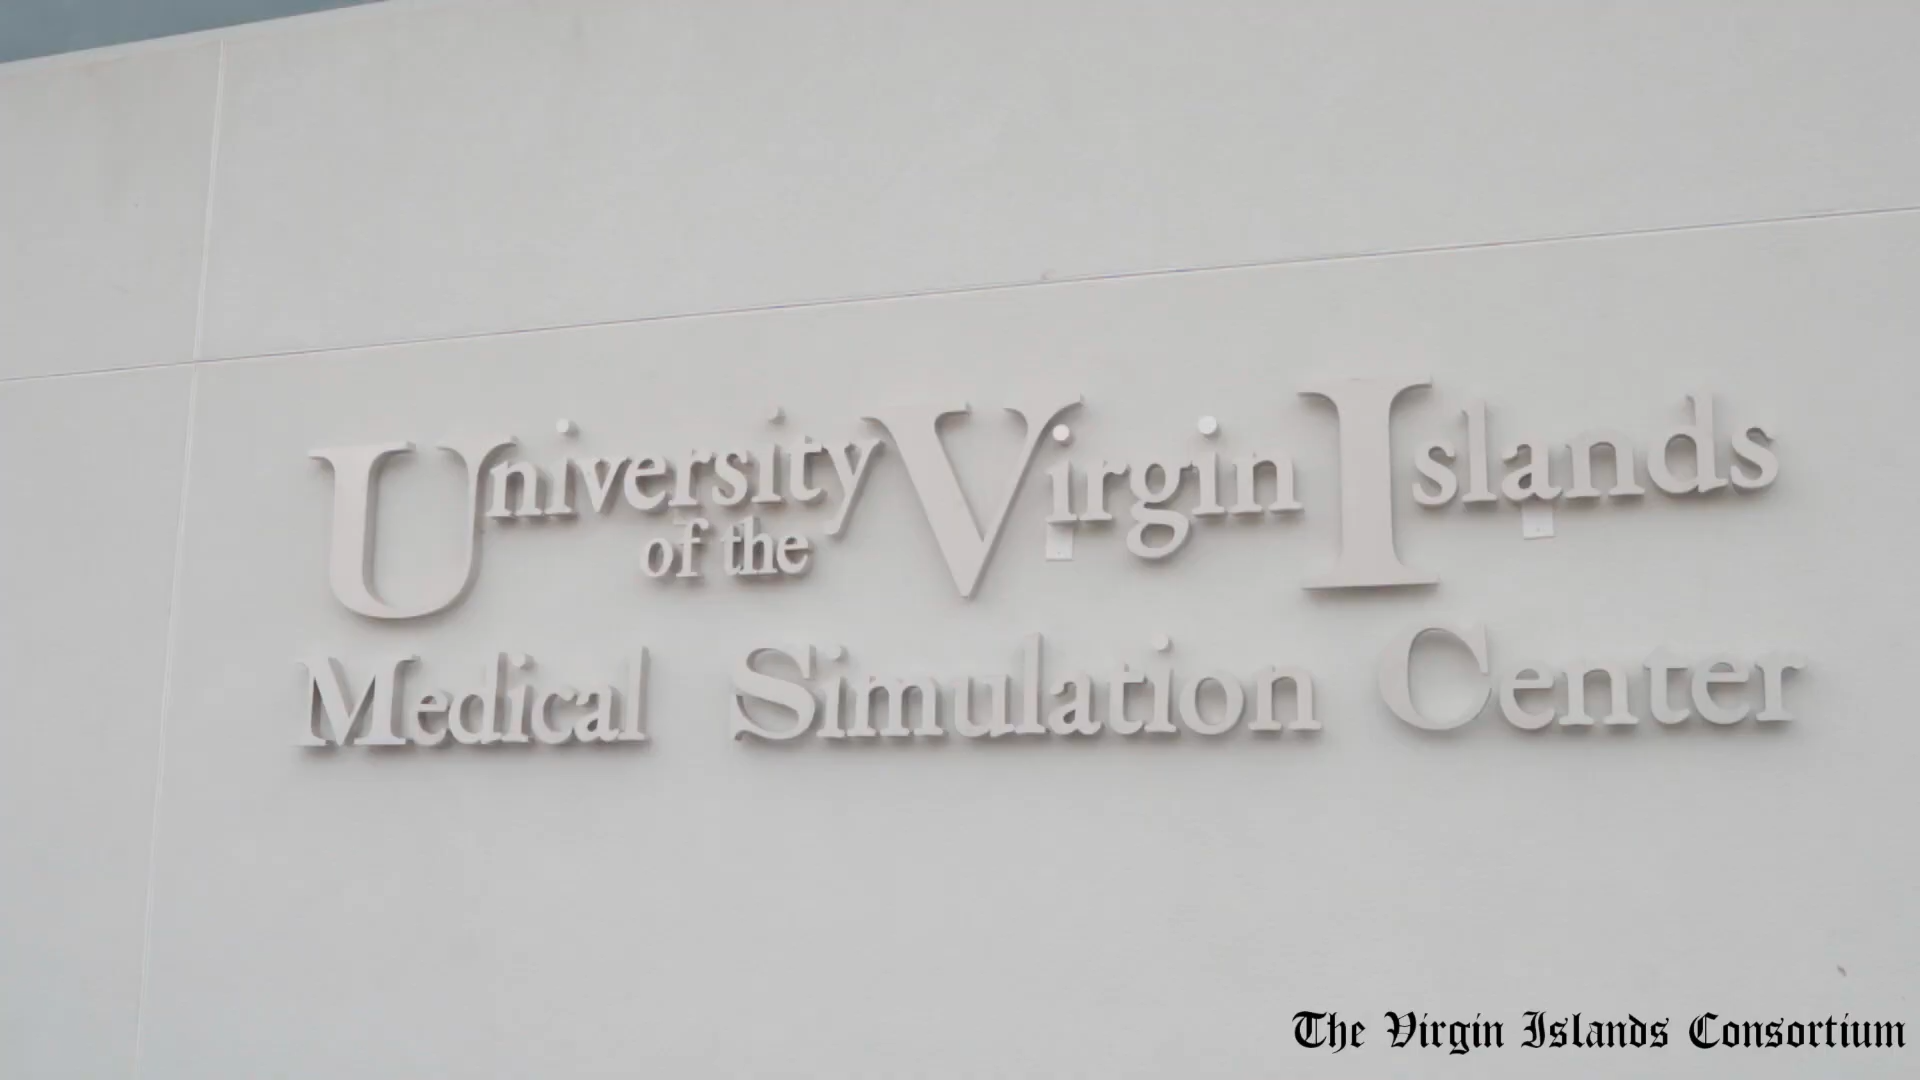 University of the Virgin Islands
Medical Simulation Center
The Virgin Islands Consortium